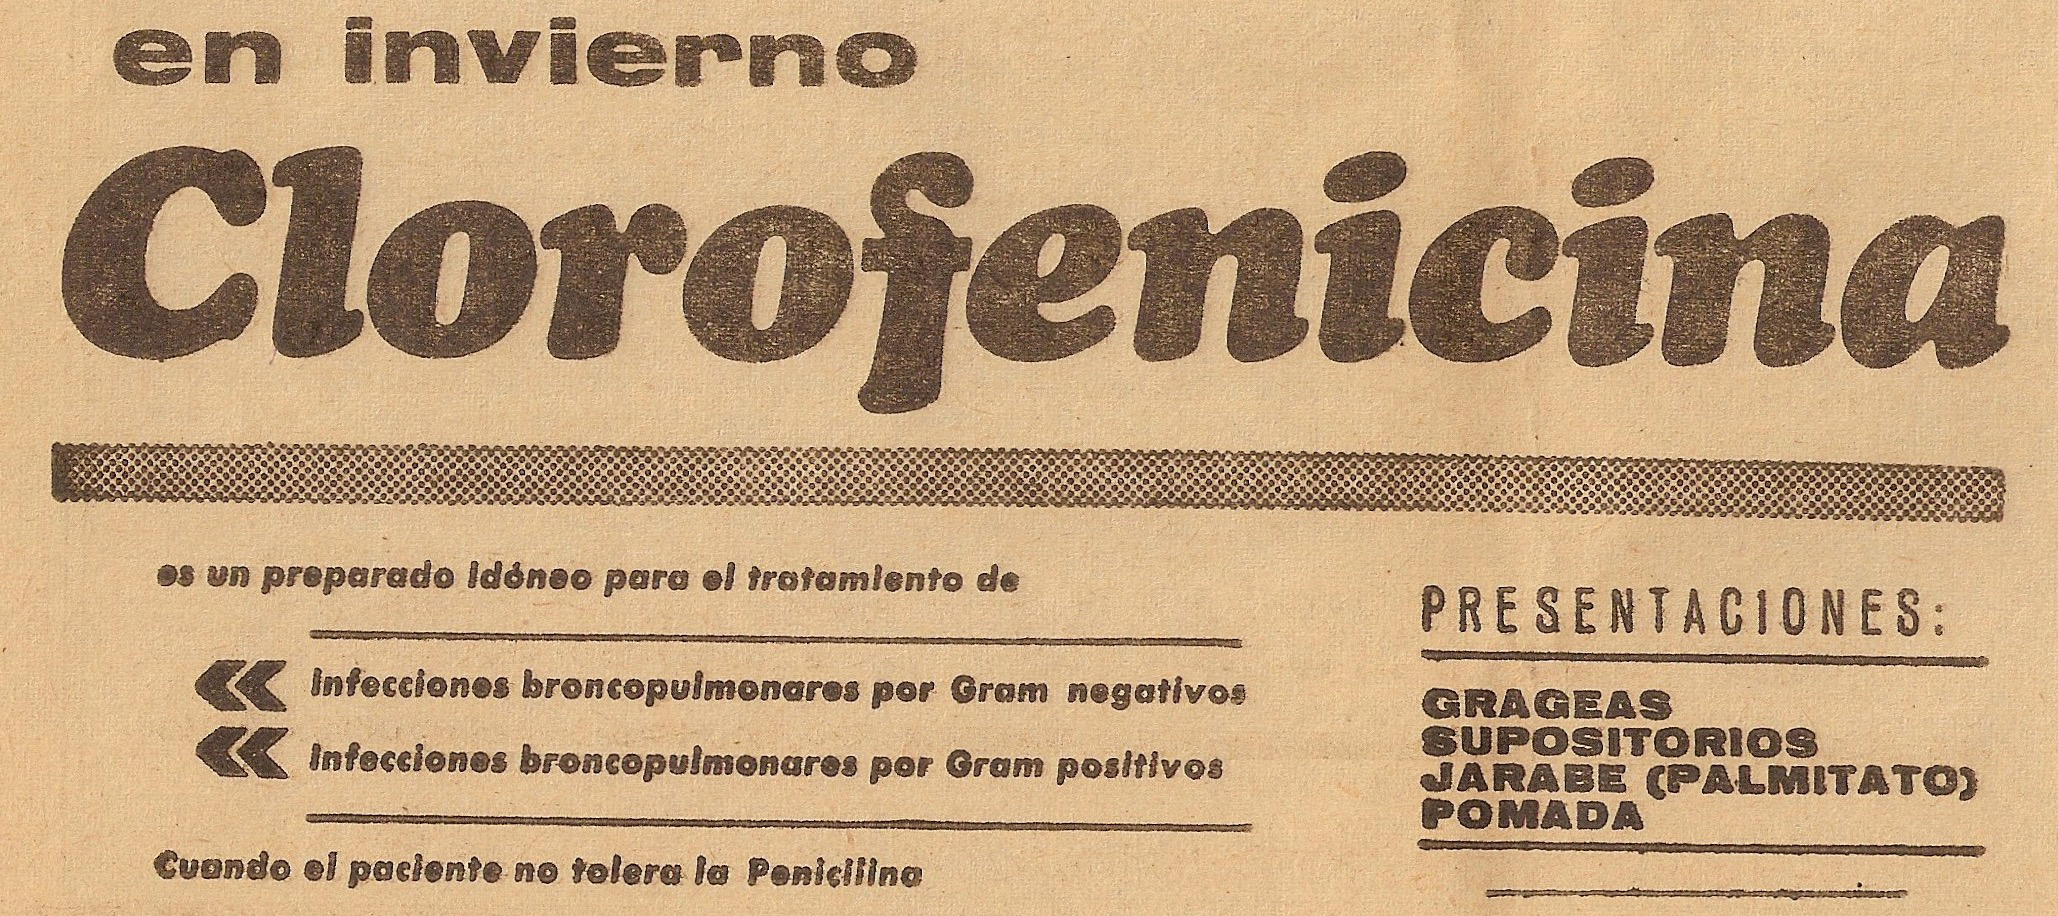 en invierno
Clorofenicina
es un preparado idóneo para el tratamiento de
Infecciones broncopulmonares por Gram negativos
Infecciones broncopulmonares por Gram positivos
Cuando el paciente no tolera la Penicilina
PRESENTACIONES:
GRAGEAS
SUPOSITORIOS
JARABE (PALMITATO)
POMADA